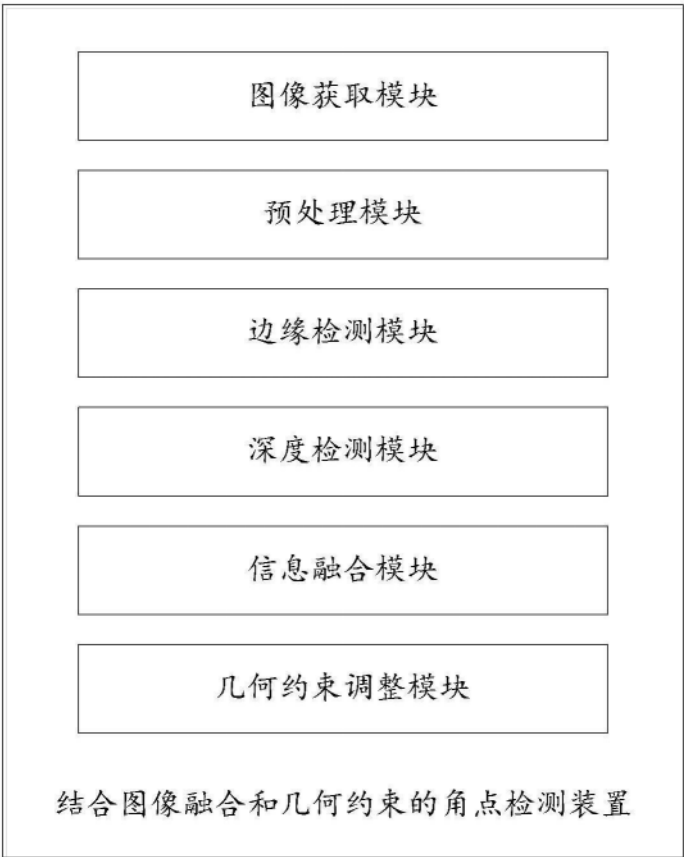 图像获取模块
预处理模块
边缘检测模块
深度检测模块
信息融合模块
几何约束调整模块
结合图像融合和几何约束的角点检测装置